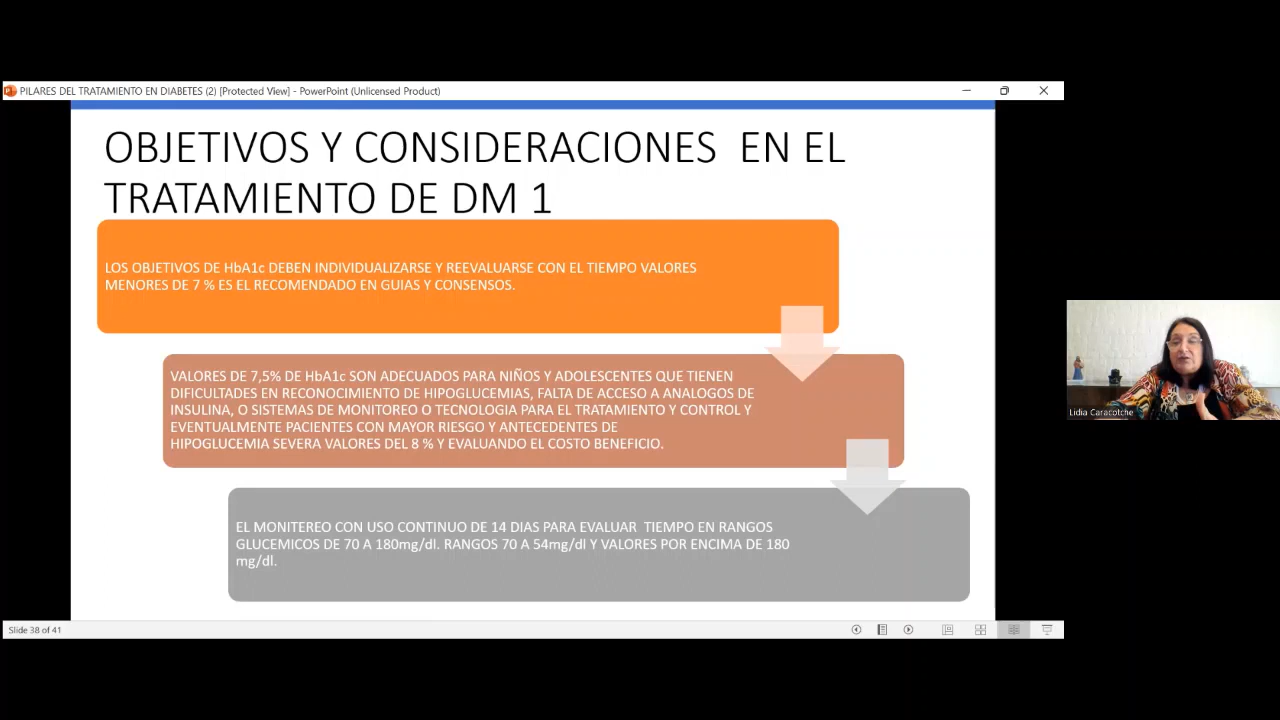 PILARES DEL TRATAMIENTO EN DIABETES (2) [Protected View] - PowerPoint (Unlicensed Product)
OBJETIVOS Y CONSIDERACIONES EN EL
TRATAMIENTO DE DM 1
LOS OBJETIVOS DE HbA1c DEBEN INDIVIDUALIZARSE Y REEVALUARSE CON EL TIEMPO VALORES
MENORES DE 7 % ES EL RECOMENDADO EN GUIAS Y CONSENSOS.
VALORES DE 7,5% DE HbA1c SON ADECUADOS PARA NIÑOS Y ADOLESCENTES QUE TIENEN
DIFICULTADES EN RECONOCIMENTO DE HIPOGLUCEMIAS, FALTA DE ACCESO A ANALOGOS DE
INSULINA, O SISTEMAS DE MONITOREO O TECNOLOGIA PARA EL TRATAMIENTO Y CONTROL Y
EVENTUALMENTE PACIENTES CON MAYOR RIESGO Y ANTECEDENTES DE
HIPOGLUCEMIA SEVERA VALORES DEL 8 % Y EVALUANDO EL COSTO BENEFICIO.
EL MONITEREO CON USO CONTINUO DE 14 DIAS PARA EVALUAR TIEMPO EN RANGOS
GLUCEMICOS DE 70 A 180mg/dl. RANGOS 70 A 54mg/dl Y VALORES POR ENCIMA DE 180
mg/dl.
Lidia Caracotche
Slide 38 of 41